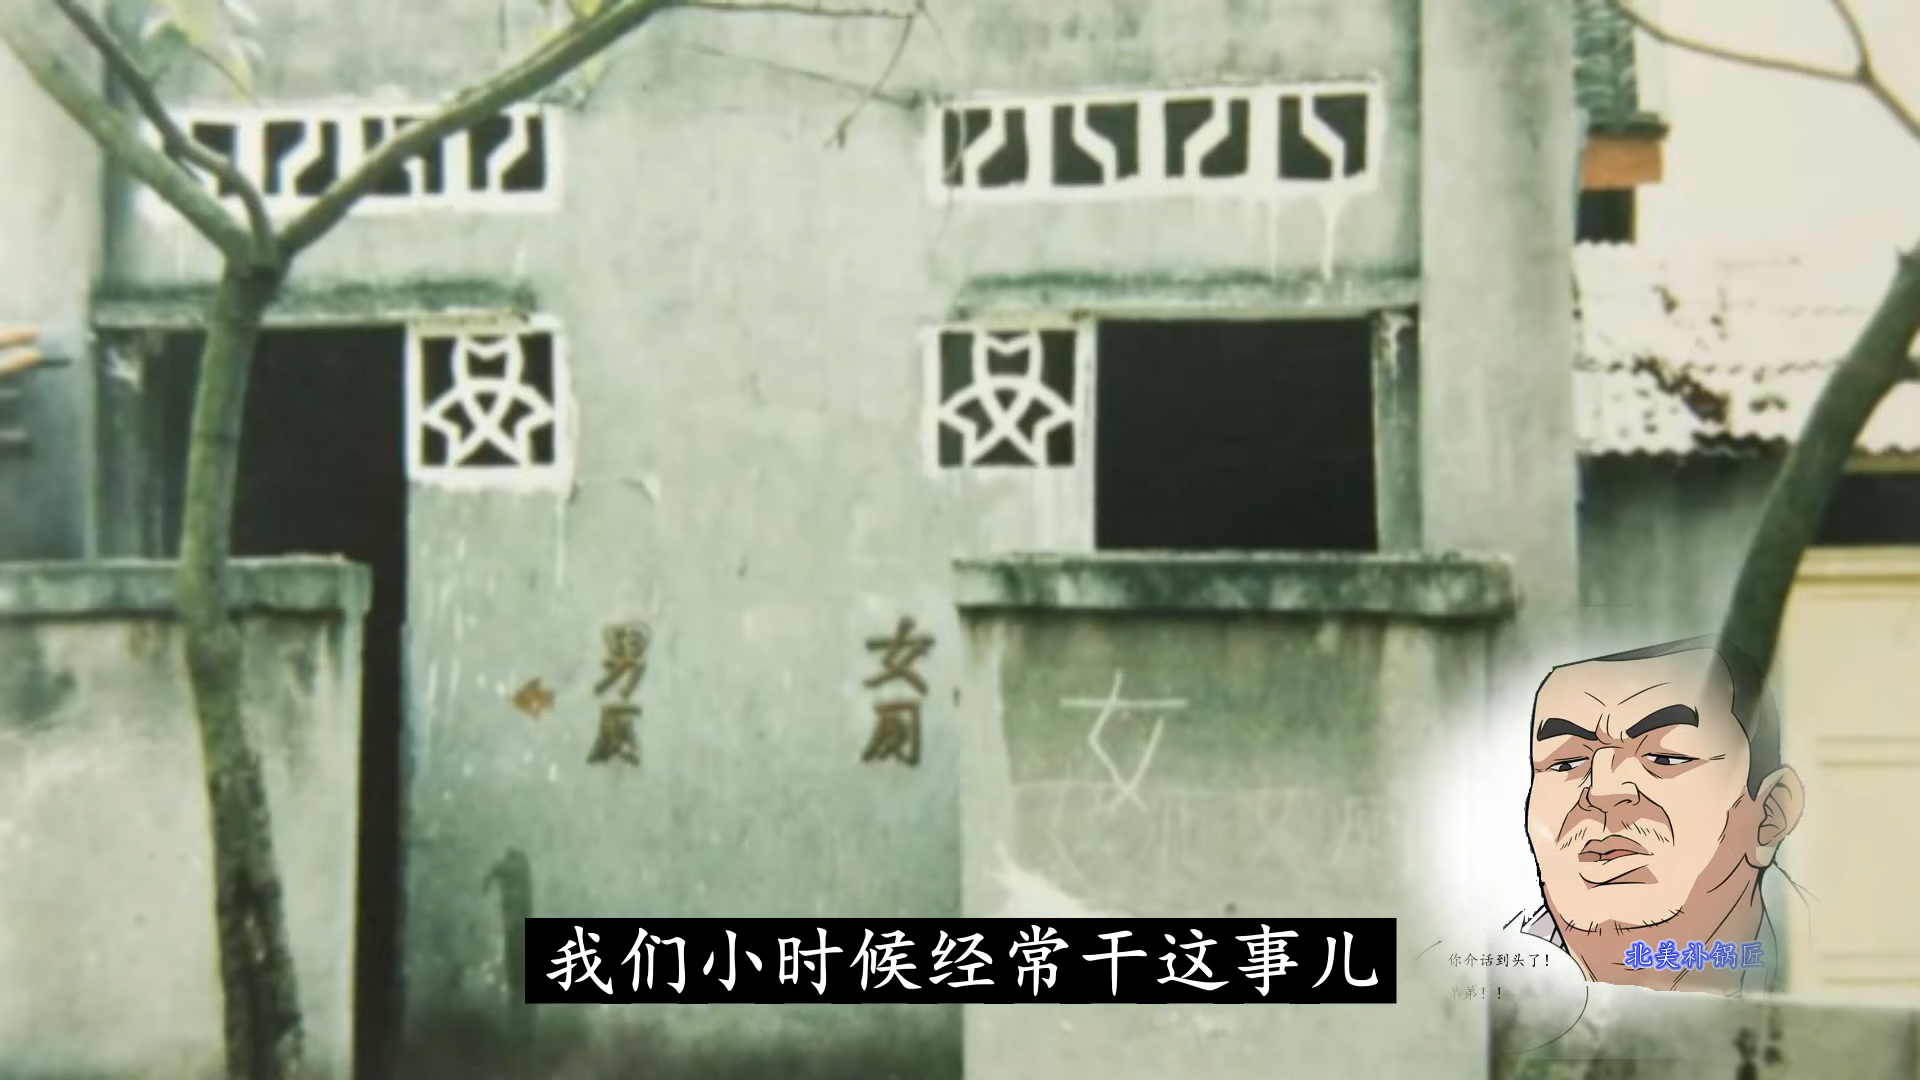 男厕
女厕
女
我们小时候经常干这事儿
你介话到头了！
北美补锅匠